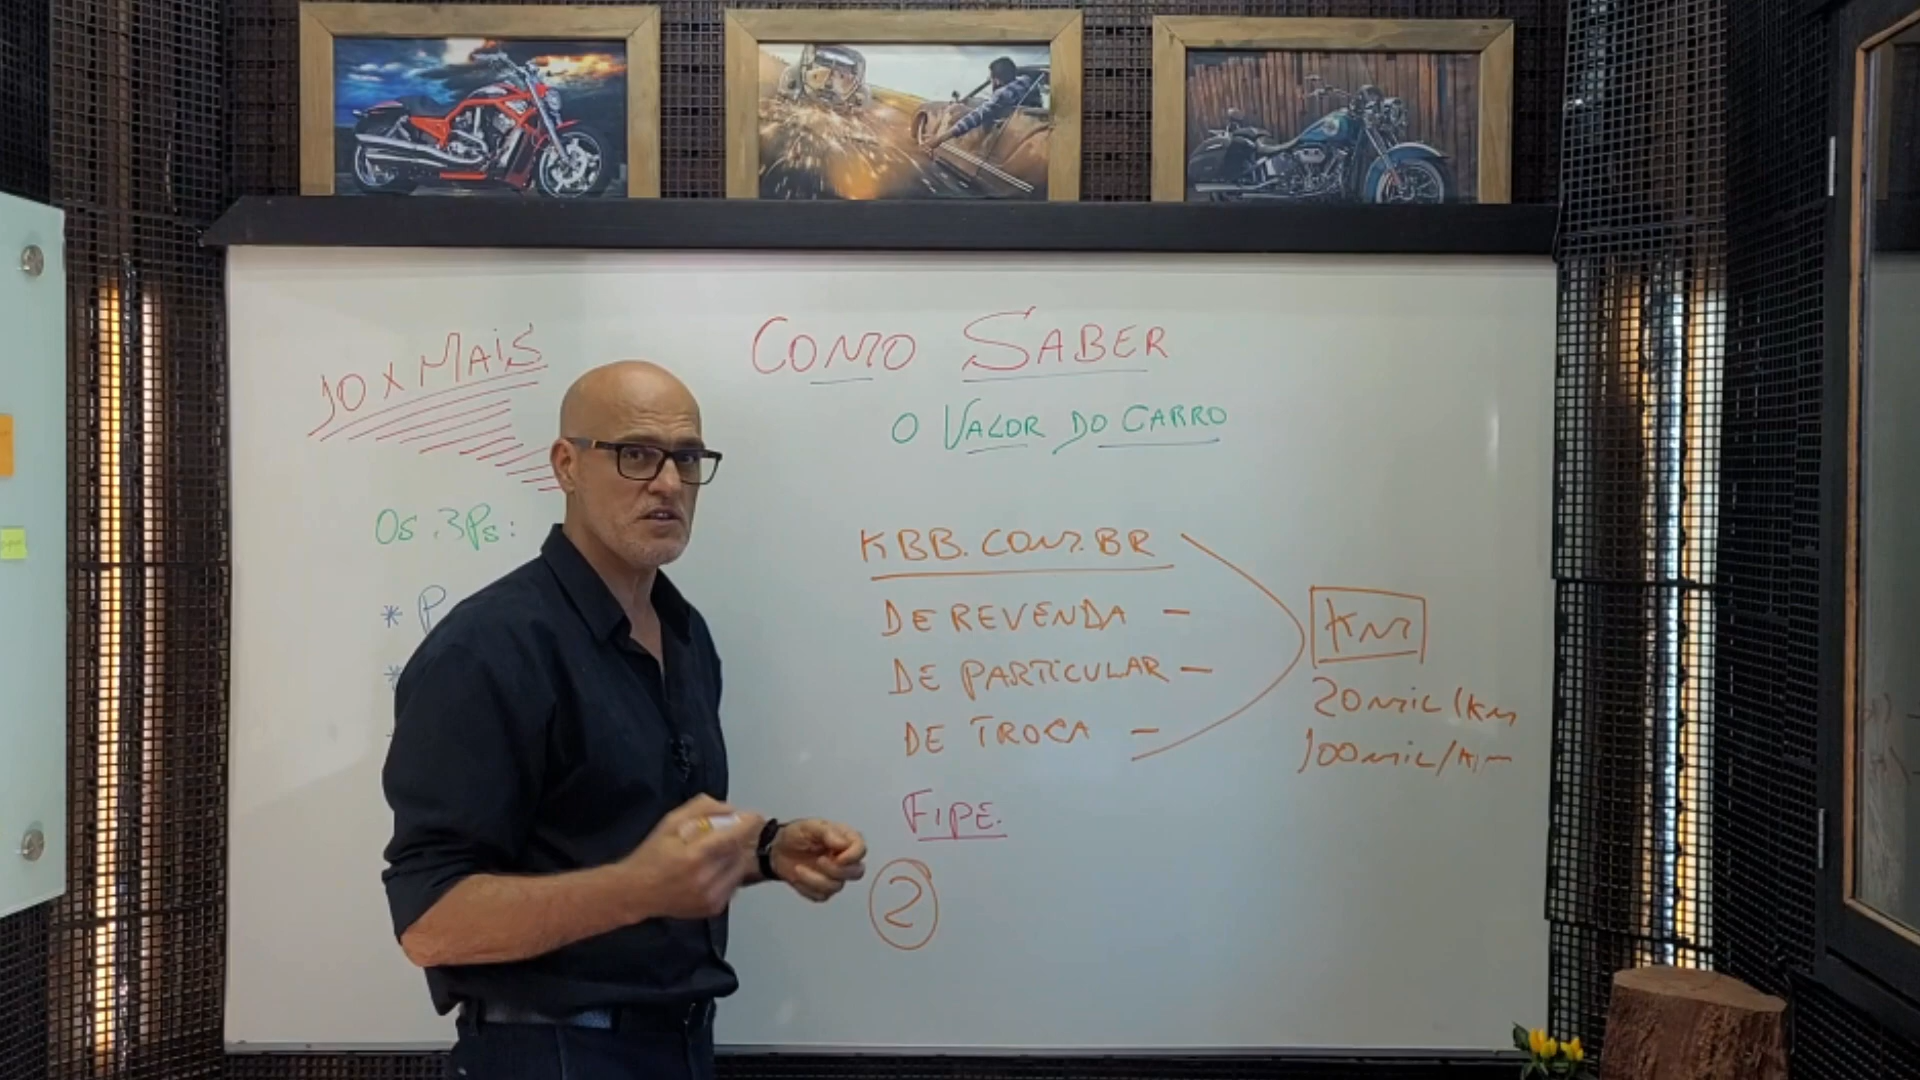 10 X MAIS
COMO SABER
O VALOR DO CARRO
Os 3Ps:
* P
*
KBB.COM.BR
DE REVENDA -
DE PARTICULAR -
DE TROCA -
KM
20MIL/KM
100MIL/KM
FIPE.
2